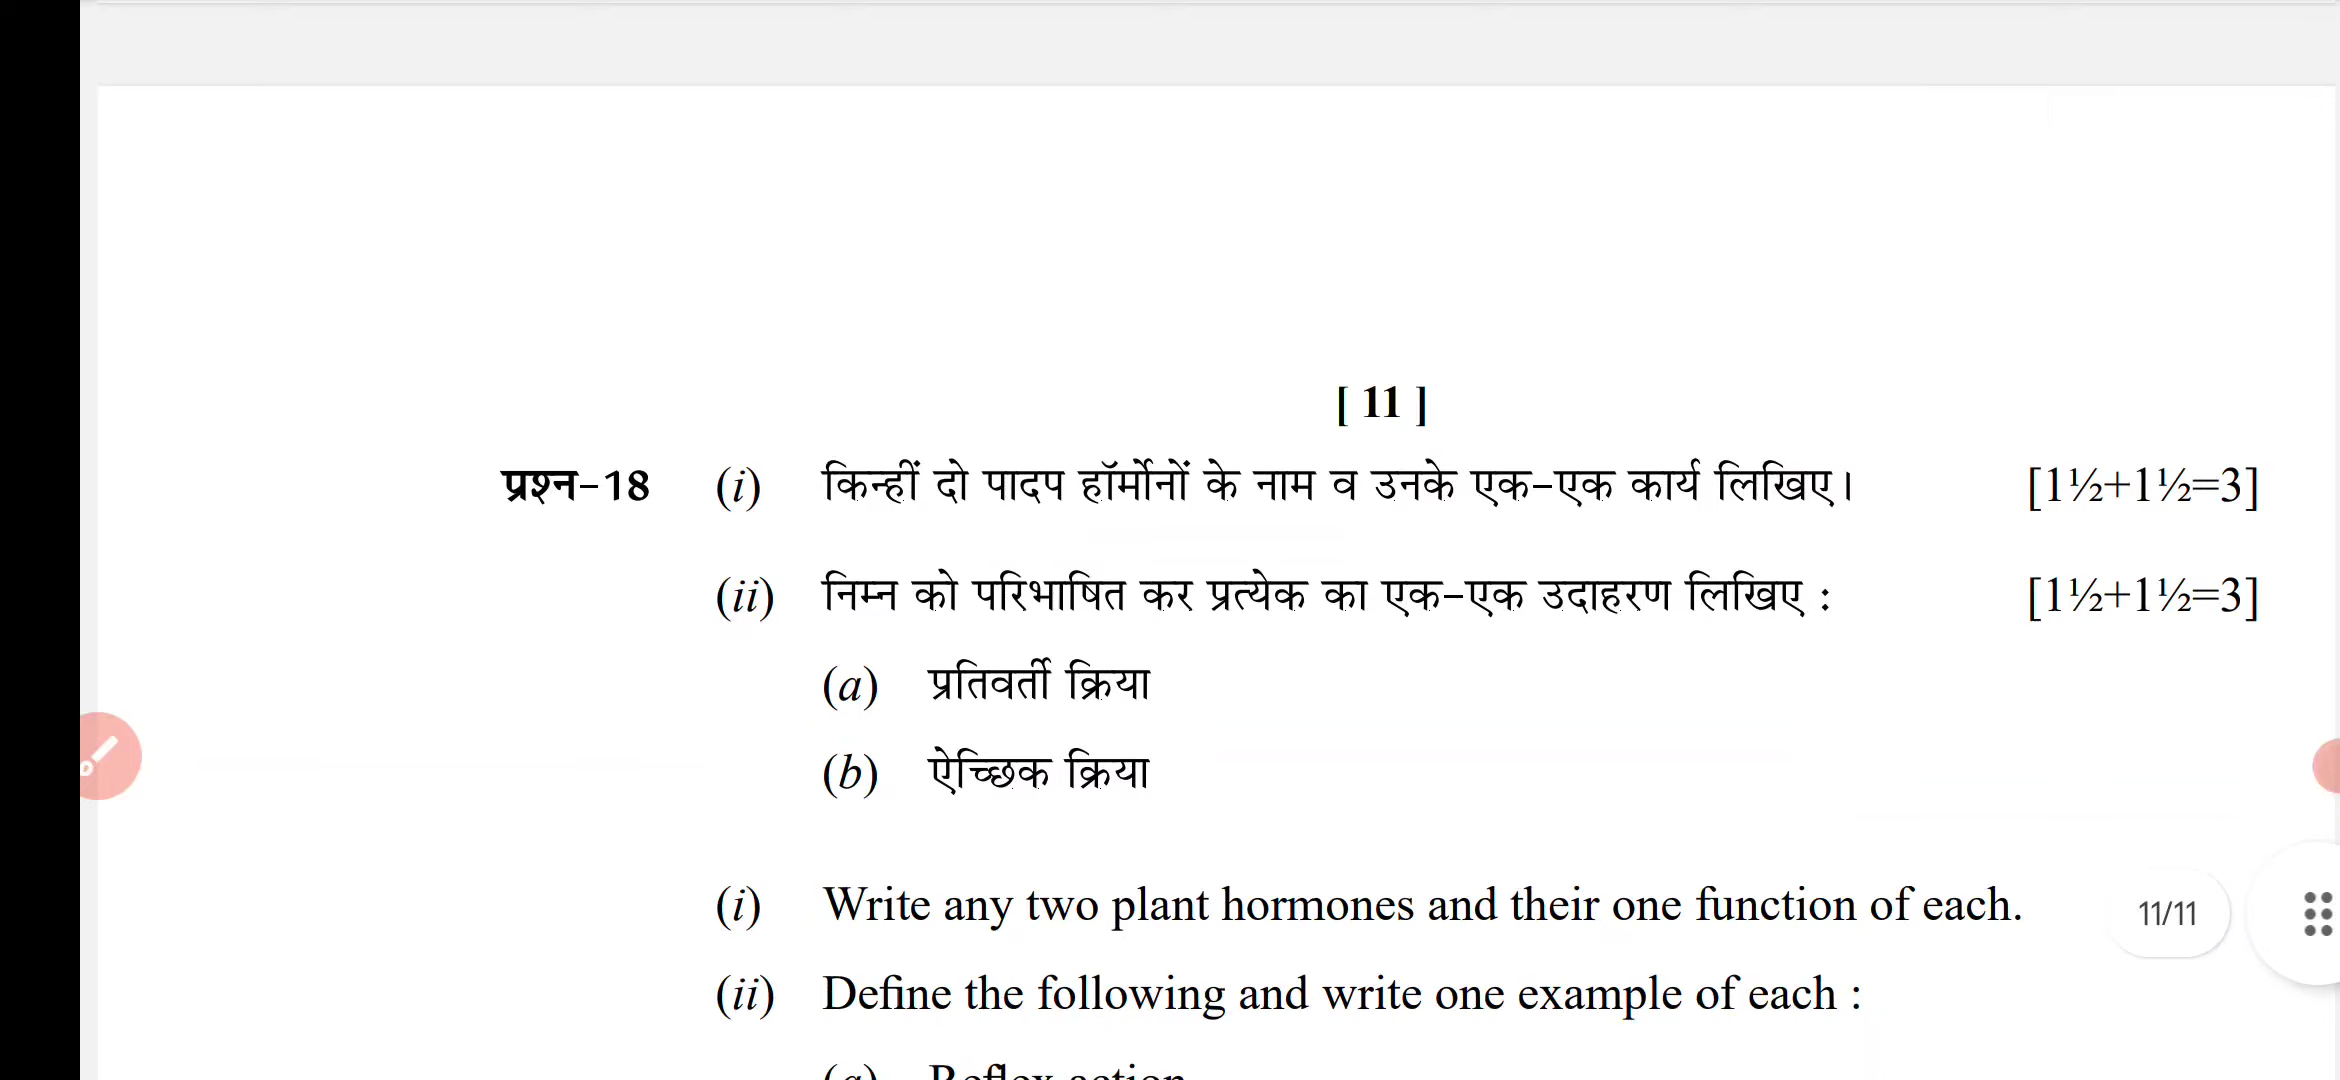 [ 11 ]
प्रश्न-18 (i) किन्हीं दो पादप हॉर्मोनों के नाम व उनके एक-एक कार्य लिखिए। [1½+1½=3]
(ii) निम्न को परिभाषित कर प्रत्येक का एक-एक उदाहरण लिखिए : [1½+1½=3]
(a) प्रतिवर्ती क्रिया
(b) ऐच्छिक क्रिया
(i) Write any two plant hormones and their one function of each.
11/11
(ii) Define the following and write one example of each :
(a) Reflex action